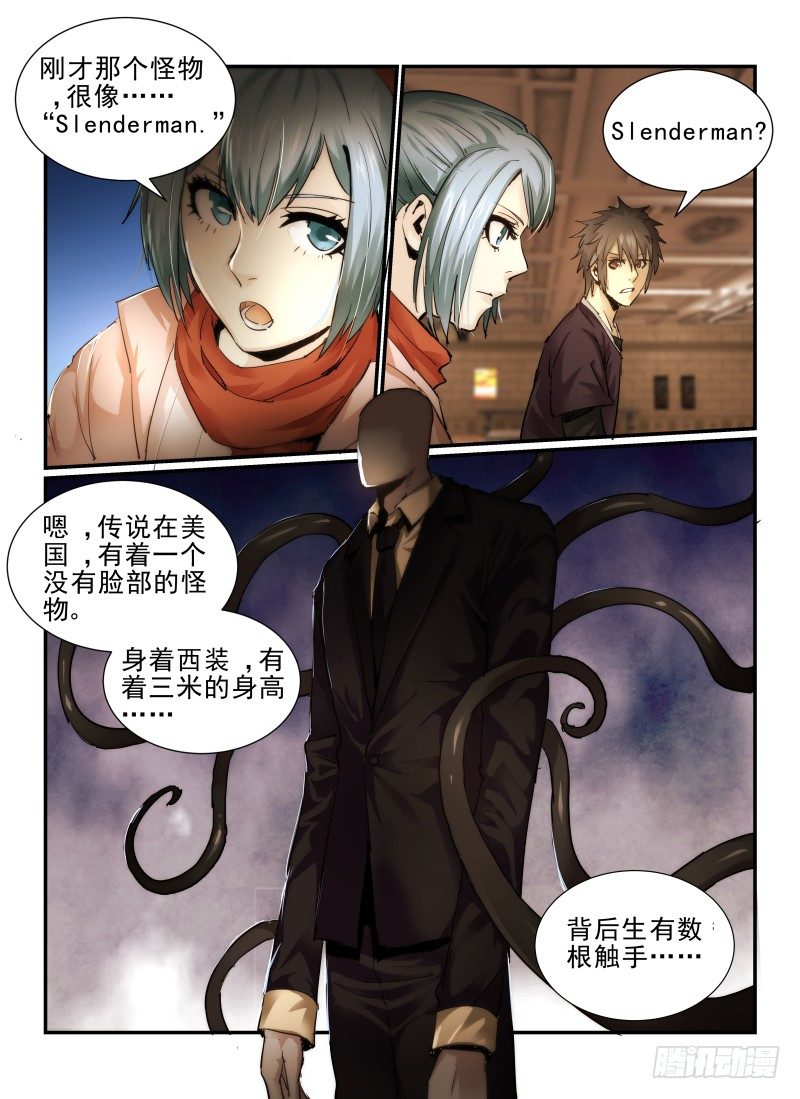 刚才那个怪物
,很像……
“Slenderman.”
Slenderman?
嗯 ,传说在美
国 ,有着一个
没有脸部的怪
物。
身着西装 ,有
着三米的身高
……
背后生有数
根触手……
腾讯动漫